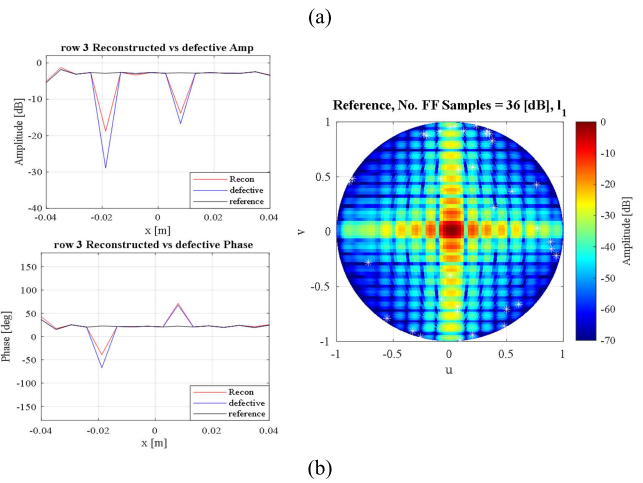 (a)
row 3 Reconstructed vs defective Amp
0
-10
-20
-30
-40
Amplitude [dB]
Recon
defective
reference
-0.04 -0.02 0 0.02 0.04
x [m]
row 3 Reconstructed vs defective Phase
150
100
50
0
-50
-100
-150
Phase [deg]
Recon
defective
reference
-0.04 -0.02 0 0.02 0.04
x [m]
Reference, No. FF Samples = 36 [dB], l1
1
0.5
0
-0.5
-1
v
-1 -0.5 0 0.5 1
u
0
-10
-20
-30
-40
-50
-60
-70
Amplitude [dB]
(b)